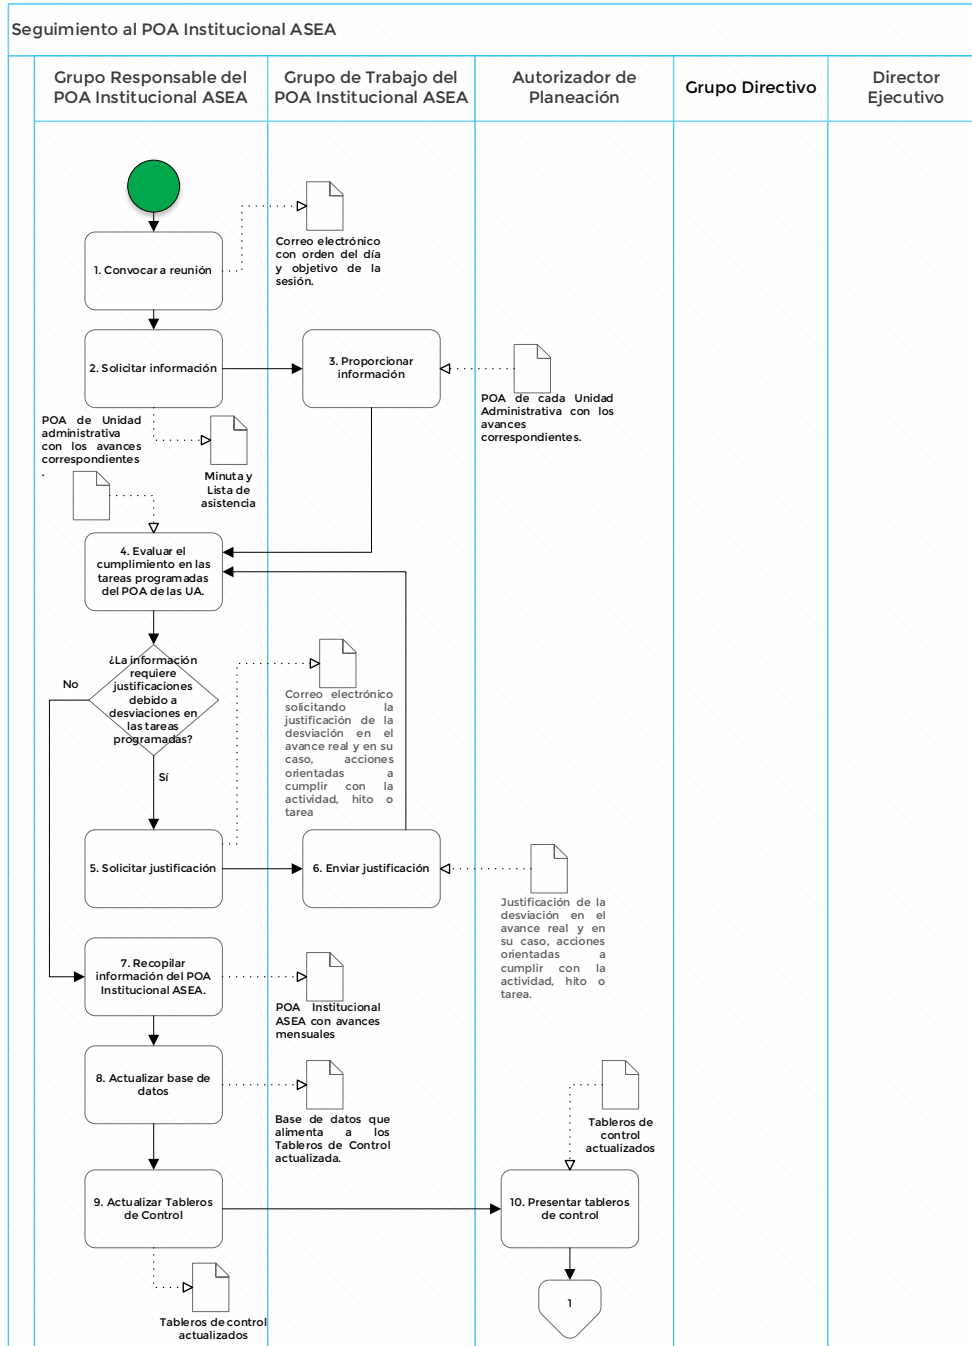 Seguimiento al POA Institucional ASEA
Grupo Responsable del
POA Institucional ASEA
Grupo de Trabajo del
POA Institucional ASEA
Autorizador de
Planeación
Grupo Directivo
Director
Ejecutivo
Correo electrónico
con orden del día
y objetivo de la
sesión.
1. Convocar a reunión
2. Solicitar información
3. Proporcionar
información
POA de cada Unidad
Administrativa con los
avances
correspondientes.
POA de Unidad
administrativa
con los avances
correspondientes
.
Minuta y
Lista de
asistencia
4. Evaluar el
cumplimiento en las
tareas programadas
del POA de las UA.
¿La información
requiere
justificaciones
debido a
desviaciones en
las tareas
programadas?
No
Sí
Correo electrónico
solicitando la
justificación de la
desviación en el
avance real y en su
caso, acciones
orientadas a
cumplir con la
actividad, hito o
tarea
5. Solicitar justificación
6. Enviar justificación
Justificación de la
desviación en el
avance real y en
su caso, acciones
orientadas a
cumplir con la
actividad, hito o
tarea.
7. Recopilar
información del POA
Institucional ASEA.
POA Institucional
ASEA con avances
mensuales
8. Actualizar base de
datos
Base de datos que
alimenta a los
Tableros de Control
actualizada.
Tableros de
control
actualizados
9. Actualizar Tableros
de Control
10. Presentar tableros
de control
Tableros de control
actualizados
1